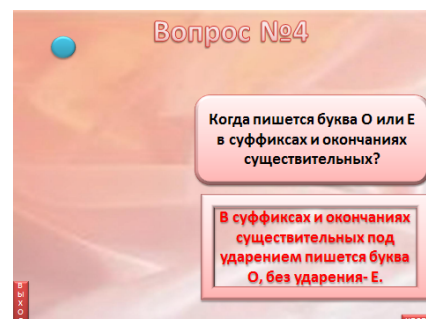 Вопрос №4
Когда пишется буква О или Е
в суффиксах и окончаниях
существительных?
В суффиксах и окончаниях
существительных под
ударением пишется буква
О, без ударения- Е.